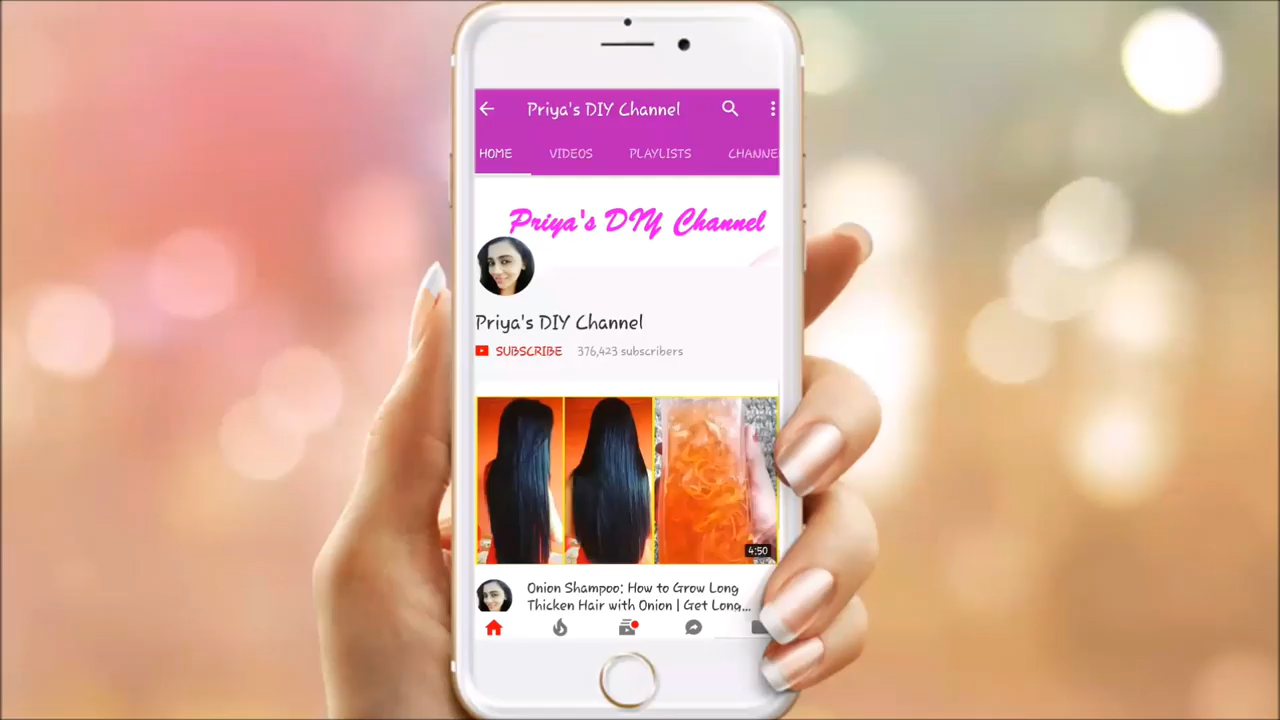 Priya's DIY Channel
HOME VIDEOS PLAYLISTS CHANNE
Priya's DIY Channel
Priya's DIY Channel
SUBSCRIBE 376,423 subscribers
4:50
Onion Shampoo: How to Grow Long
Thicken Hair with Onion | Get Long...